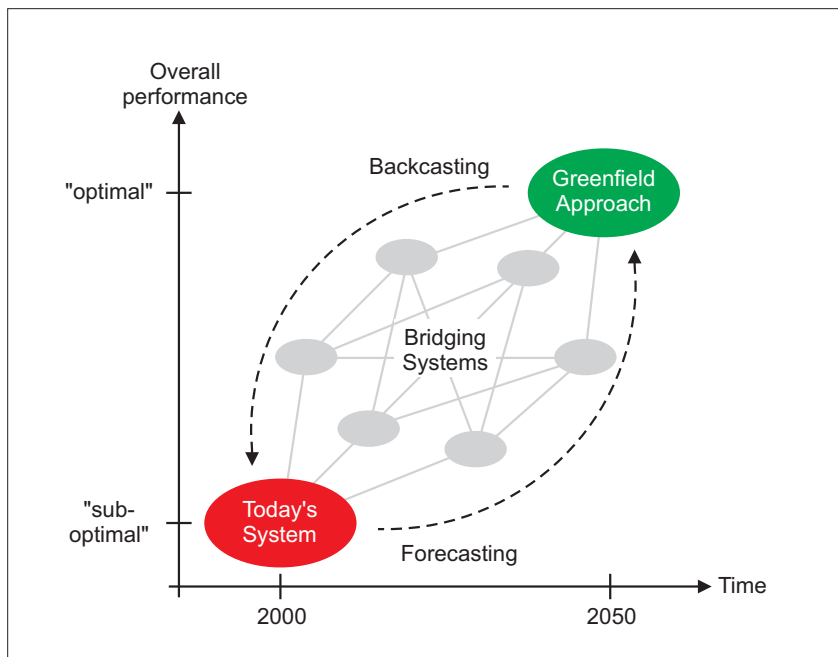 Overall
performance
Backcasting
"optimal"
Greenfield
Approach
Bridging
Systems
"sub-
optimal"
Today's
System
Forecasting
Time
2000
2050